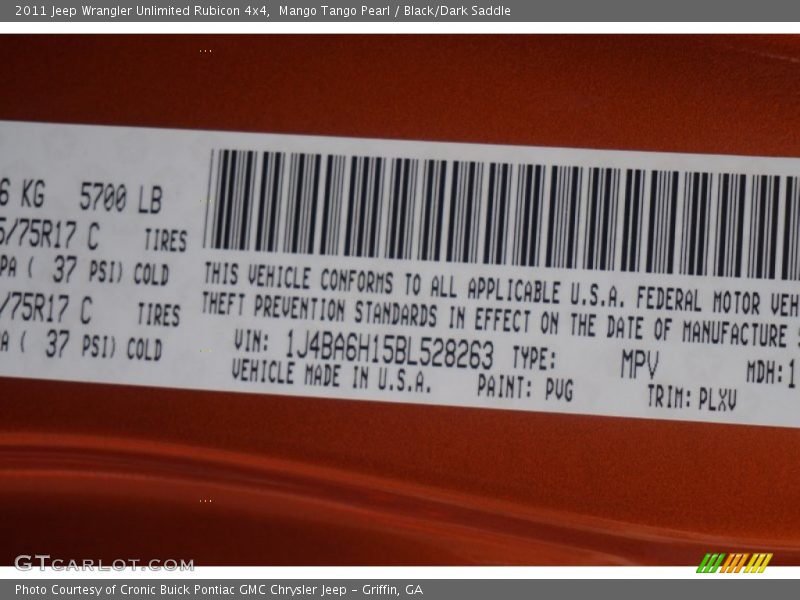 2011 Jeep Wrangler Unlimited Rubicon 4x4, Mango Tango Pearl / Black/Dark Saddle
6 KG 5700 LB
5/75R17 C TIRES
PA ( 37 PSI) COLD
/75R17 C TIRES
A ( 37 PSI) COLD
THIS VEHICLE CONFORMS TO ALL APPLICABLE U.S.A. FEDERAL MOTOR VEH
THEFT PREVENTION STANDARDS IN EFFECT ON THE DATE OF MANUFACTURE
VIN: 1J4BA6H15BL528263 TYPE: MPV MDH: 1
VEHICLE MADE IN U.S.A. PAINT: PVG TRIM: PLXV
GTCARLOT.COM
Photo Courtesy of Cronic Buick Pontiac GMC Chrysler Jeep - Griffin, GA